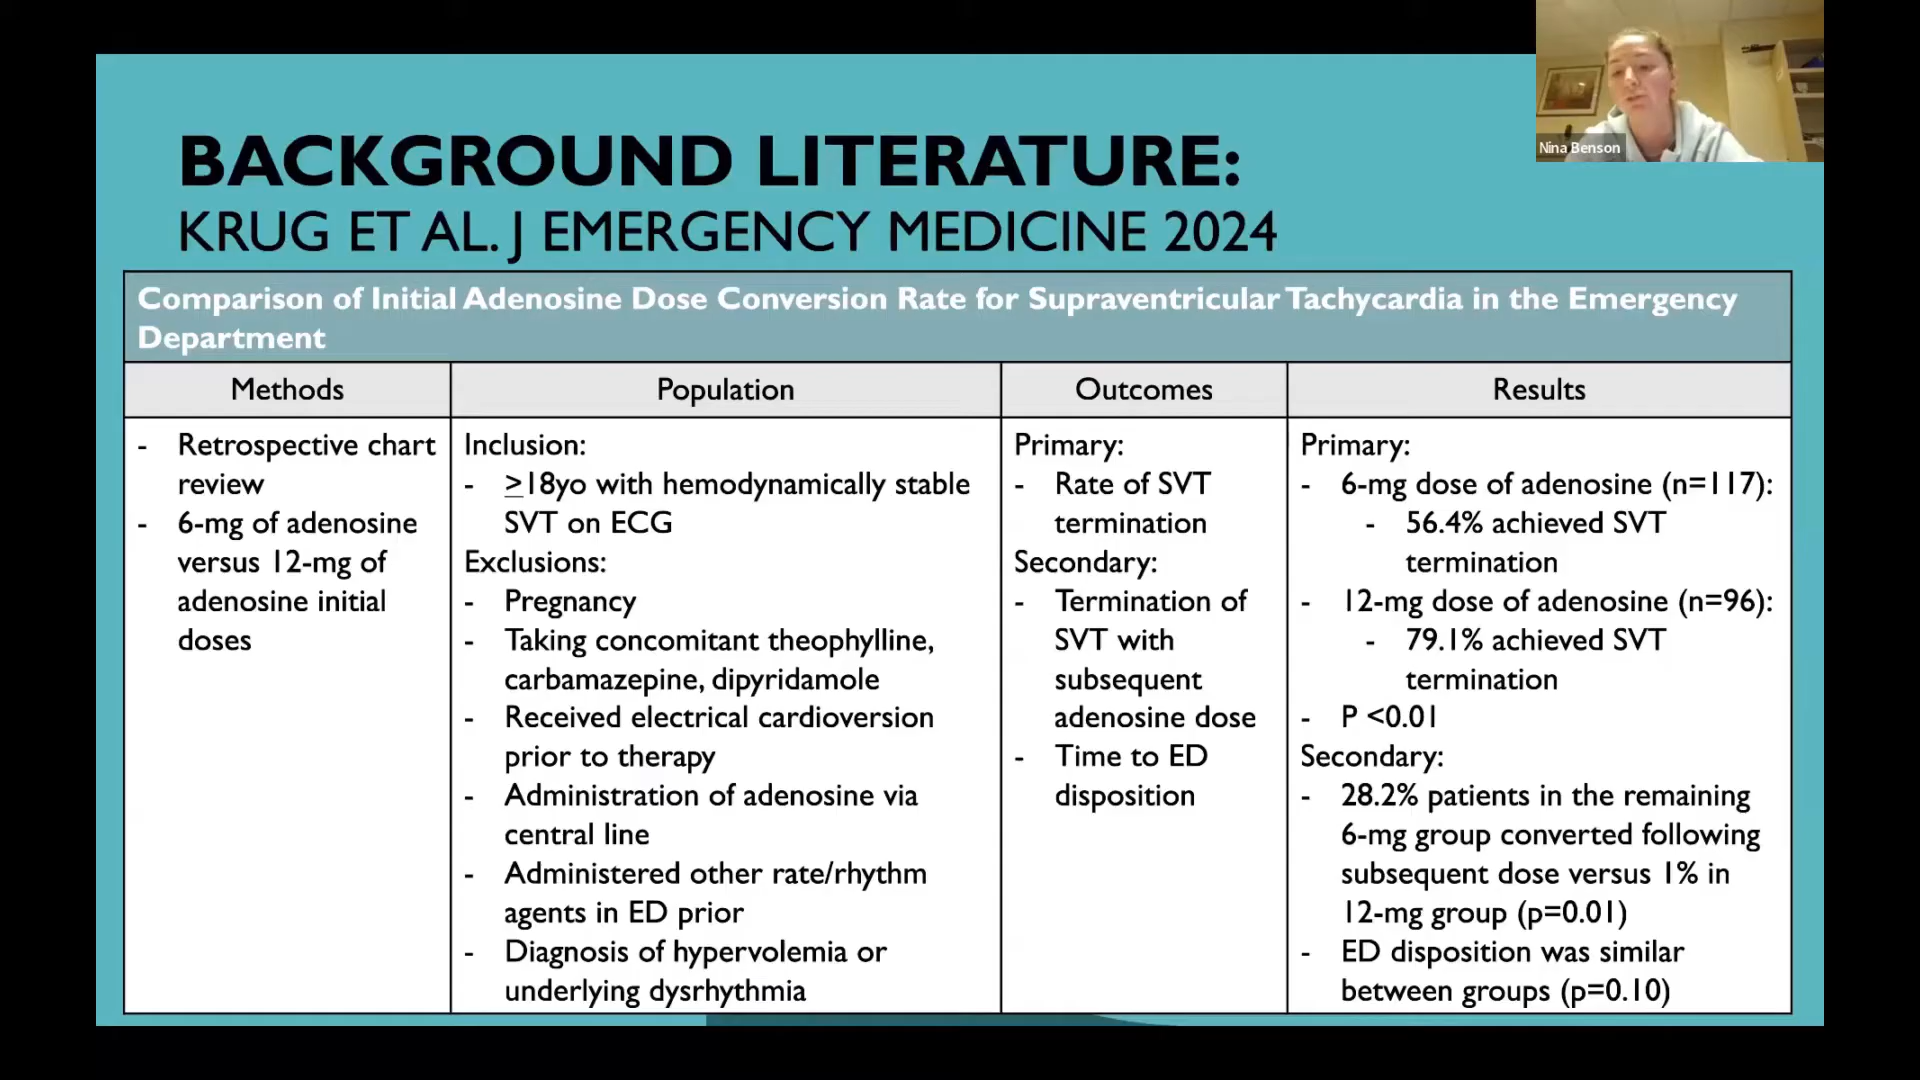 BACKGROUND LITERATURE:
KRUG ET AL. J EMERGENCY MEDICINE 2024
Nina Benson
Comparison of Initial Adenosine Dose Conversion Rate for Supraventricular Tachycardia in the Emergency
Department
Methods
Population
Outcomes
Results
- Retrospective chart
review
- 6-mg of adenosine
versus 12-mg of
adenosine initial
doses
Inclusion:
- ≥18yo with hemodynamically stable
SVT on ECG
Exclusions:
- Pregnancy
- Taking concomitant theophylline,
carbamazepine, dipyridamole
- Received electrical cardioversion
prior to therapy
- Administration of adenosine via
central line
- Administered other rate/rhythm
agents in ED prior
- Diagnosis of hypervolemia or
underlying dysrhythmia
Primary:
- Rate of SVT
termination
Secondary:
- Termination of
SVT with
subsequent
adenosine dose
- Time to ED
disposition
Primary:
- 6-mg dose of adenosine (n=117):
- 56.4% achieved SVT
termination
- 12-mg dose of adenosine (n=96):
- 79.1% achieved SVT
termination
- P <0.01
Secondary:
- 28.2% patients in the remaining
6-mg group converted following
subsequent dose versus 1% in
12-mg group (p=0.01)
- ED disposition was similar
between groups (p=0.10)